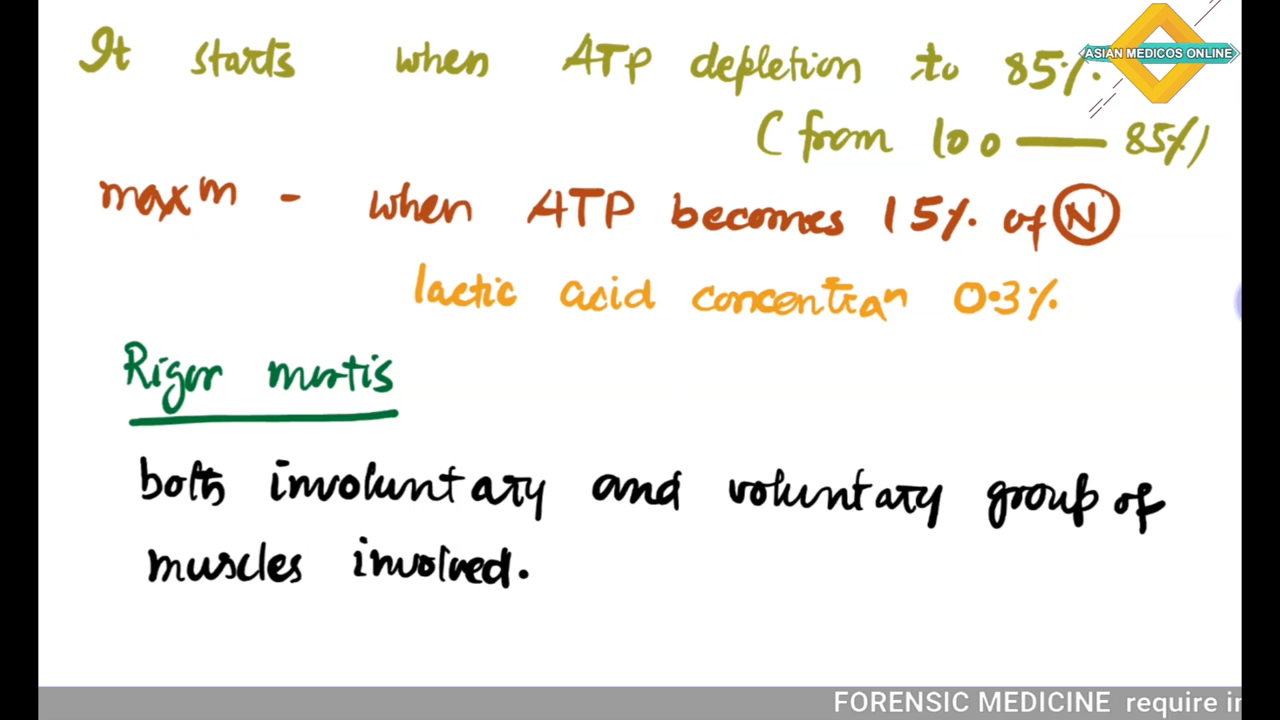 It starts when ATP depletion to 85%.
(from 100 — 85%)
maxm - when ATP becomes 15% of N
lactic acid concentran 0.3%
Rigor mortis
both involuntary and voluntary group of
muscles involved.
ASIAN MEDICOS ONLINE
FORENSIC MEDICINE require in